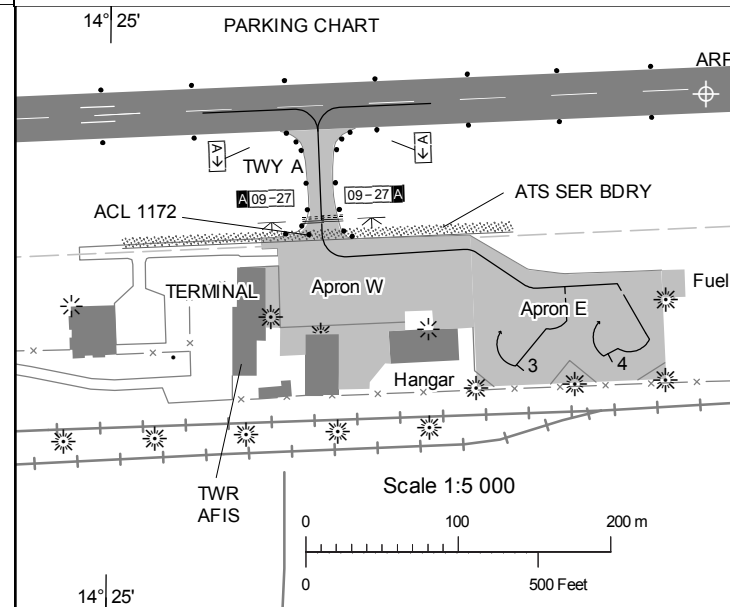 14° 25'
PARKING CHART
ARP
A
A
TWY A
A 09-27
09-27 A
ATS SER BDRY
ACL 1172
TERMINAL
Apron W
Apron E
Fuel
3
4
Hangar
TWR
AFIS
Scale 1:5 000
0 100 200 m
0 500 Feet
14° 25'